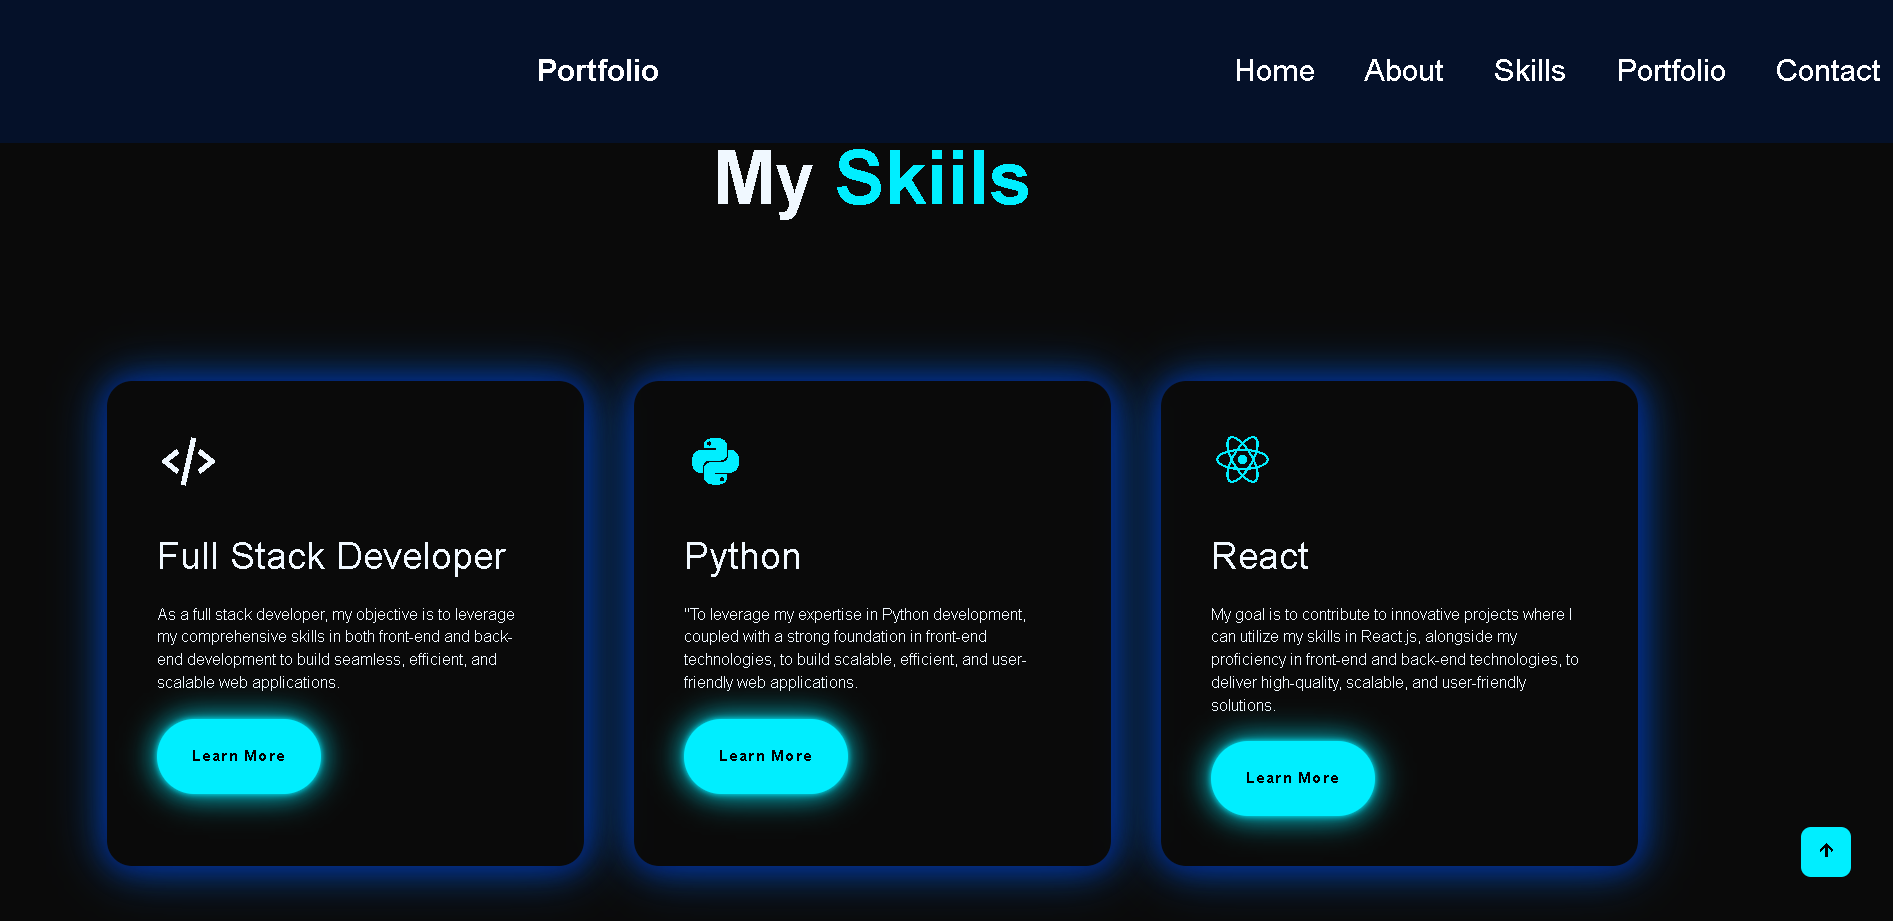 Portfolio
Home About Skills Portfolio Contact
My Skiils
Full Stack Developer
As a full stack developer, my objective is to leverage
my comprehensive skills in both front-end and back-
end development to build seamless, efficient, and
scalable web applications.
Learn More
Python
"To leverage my expertise in Python development,
coupled with a strong foundation in front-end
technologies, to build scalable, efficient, and user-
friendly web applications.
Learn More
React
My goal is to contribute to innovative projects where I
can utilize my skills in React.js, alongside my
proficiency in front-end and back-end technologies, to
deliver high-quality, scalable, and user-friendly
solutions.
Learn More